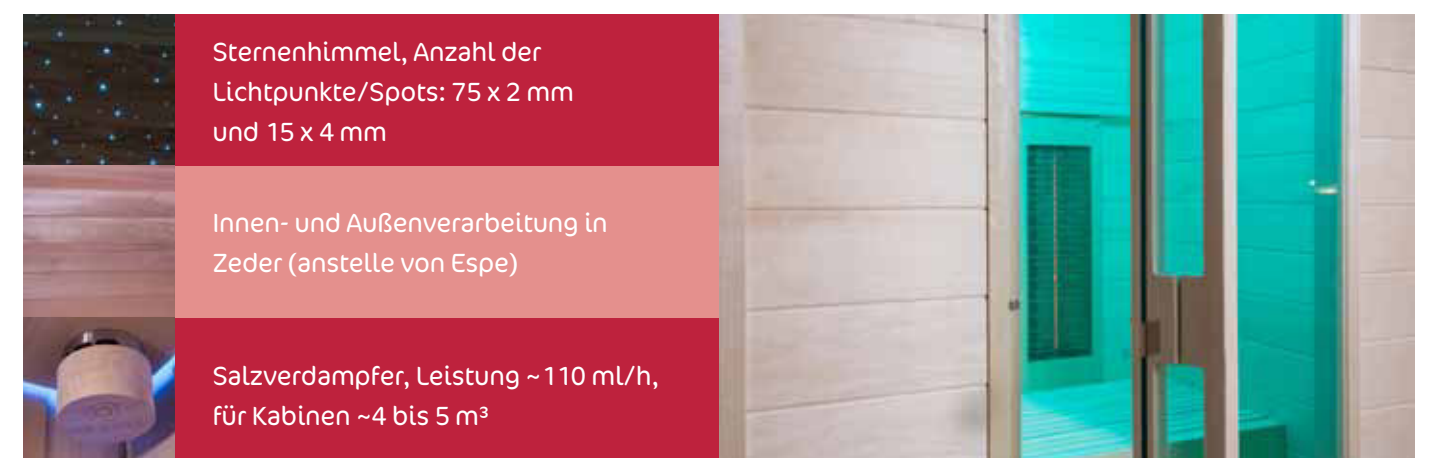 Sternenhimmel, Anzahl der
Lichtpunkte/Spots: 75 x 2 mm
und 15 x 4 mm
Innen- und Außenverarbeitung in
Zeder (anstelle von Espe)
Salzverdampfer, Leistung ~110 ml/h,
für Kabinen ~4 bis 5 m³